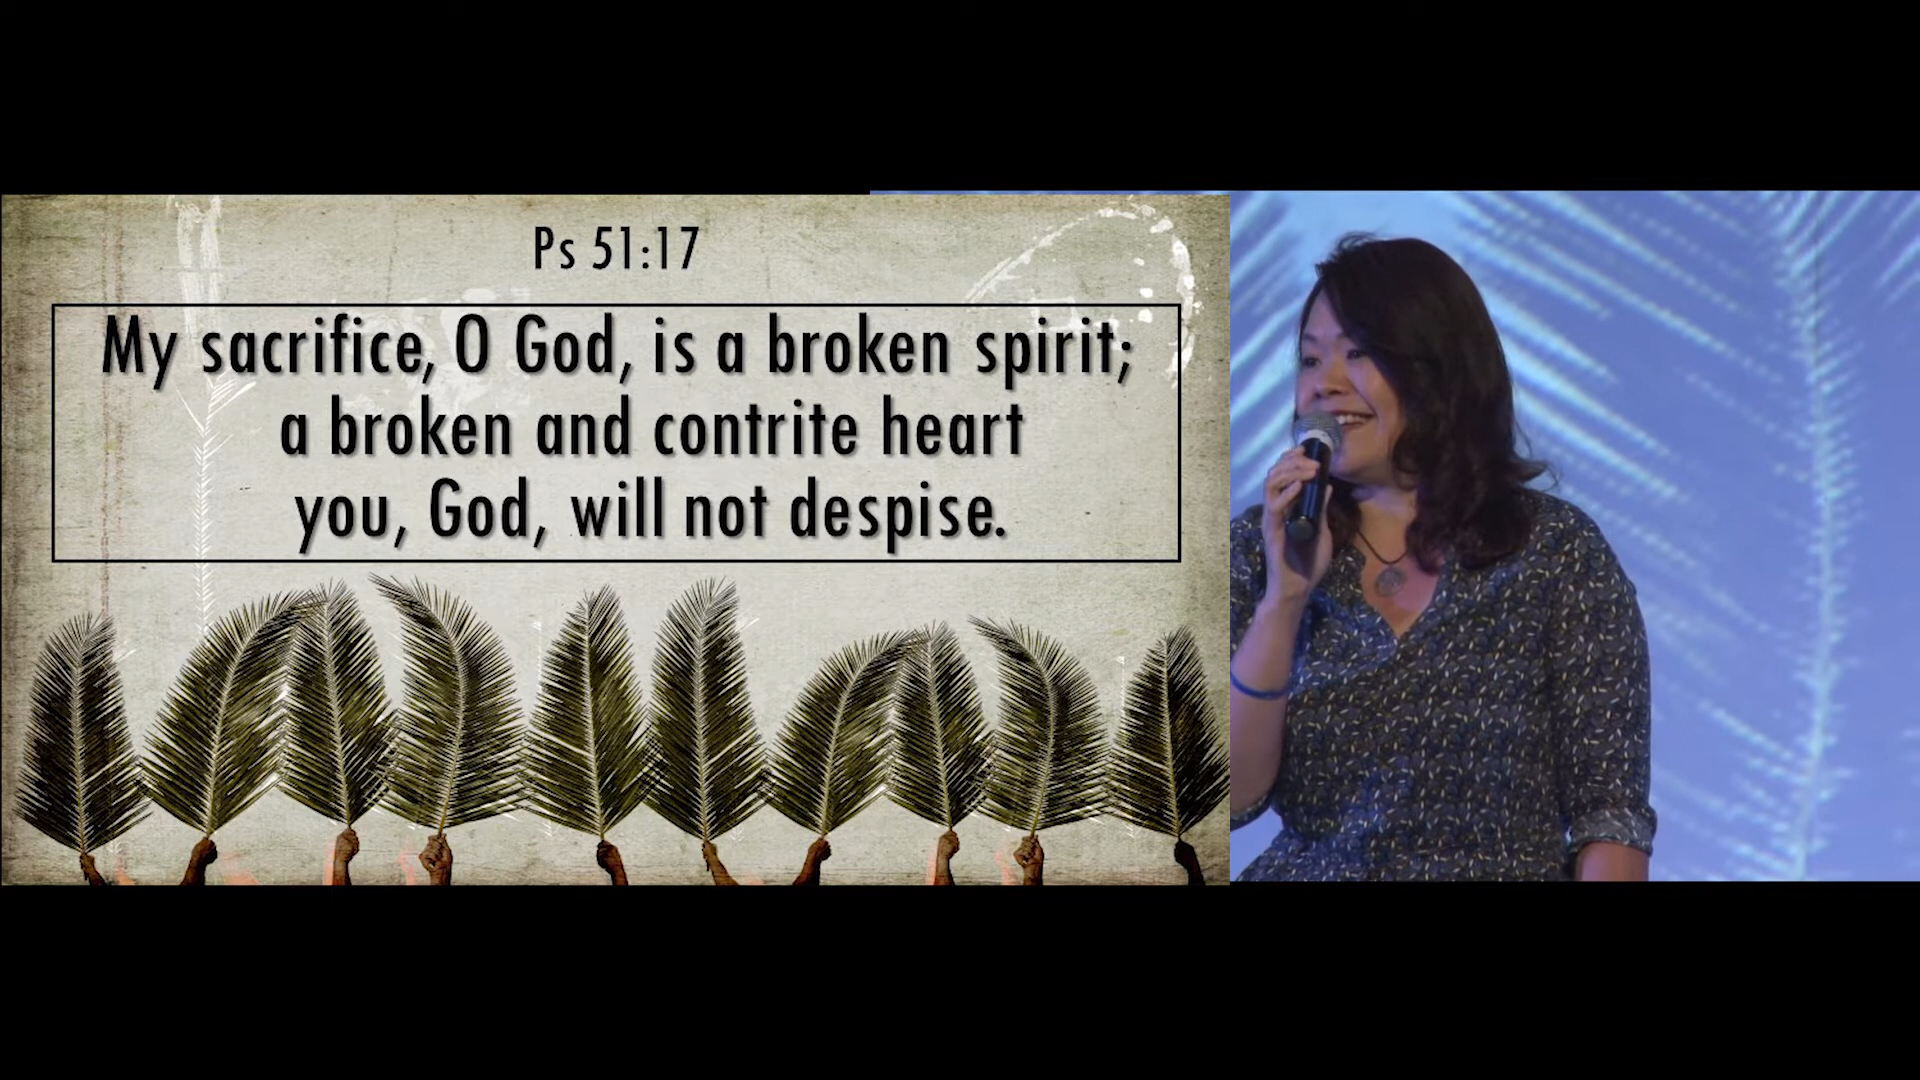 Ps 51:17
My sacrifice, O God, is a broken spirit;
a broken and contrite heart
you, God, will not despise.